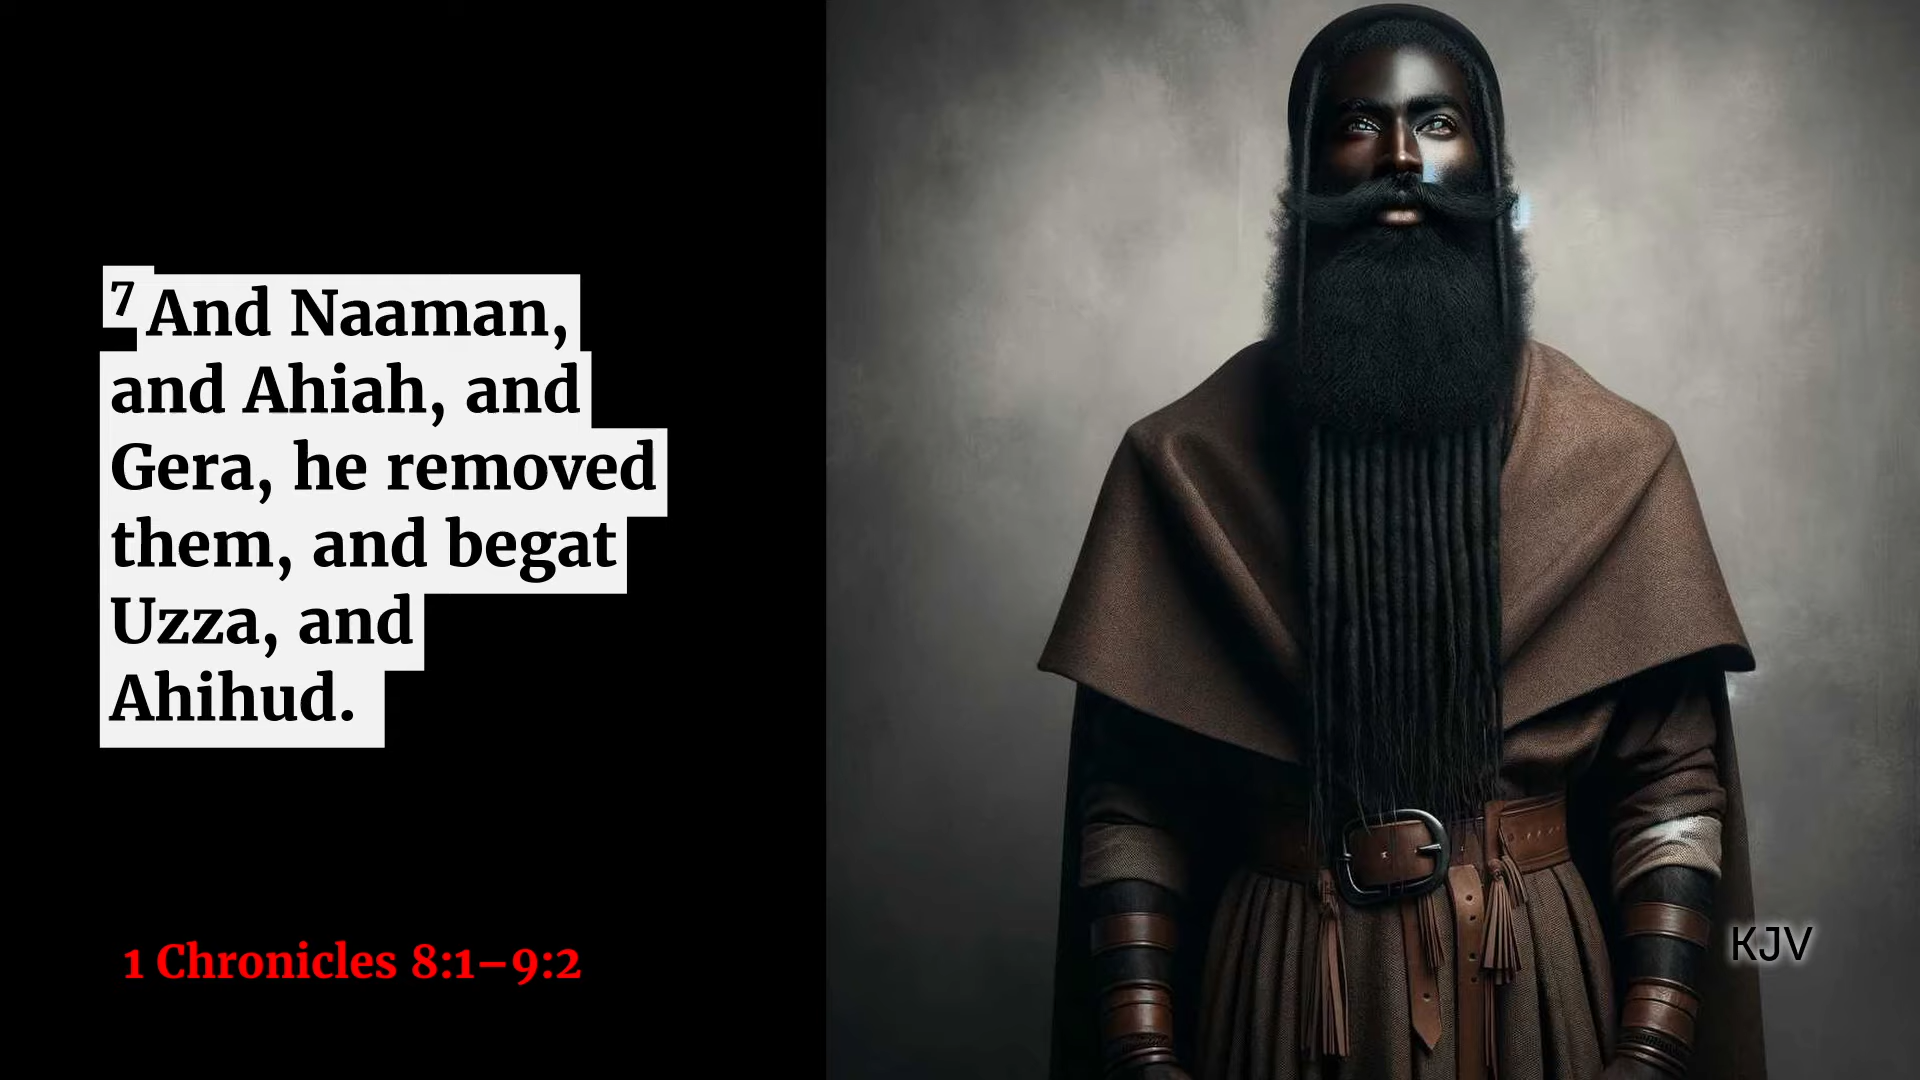 7 And Naaman,
and Ahiah, and
Gera, he removed
them, and begat
Uzza, and
Ahihud.
1 Chronicles 8:1–9:2
KJV